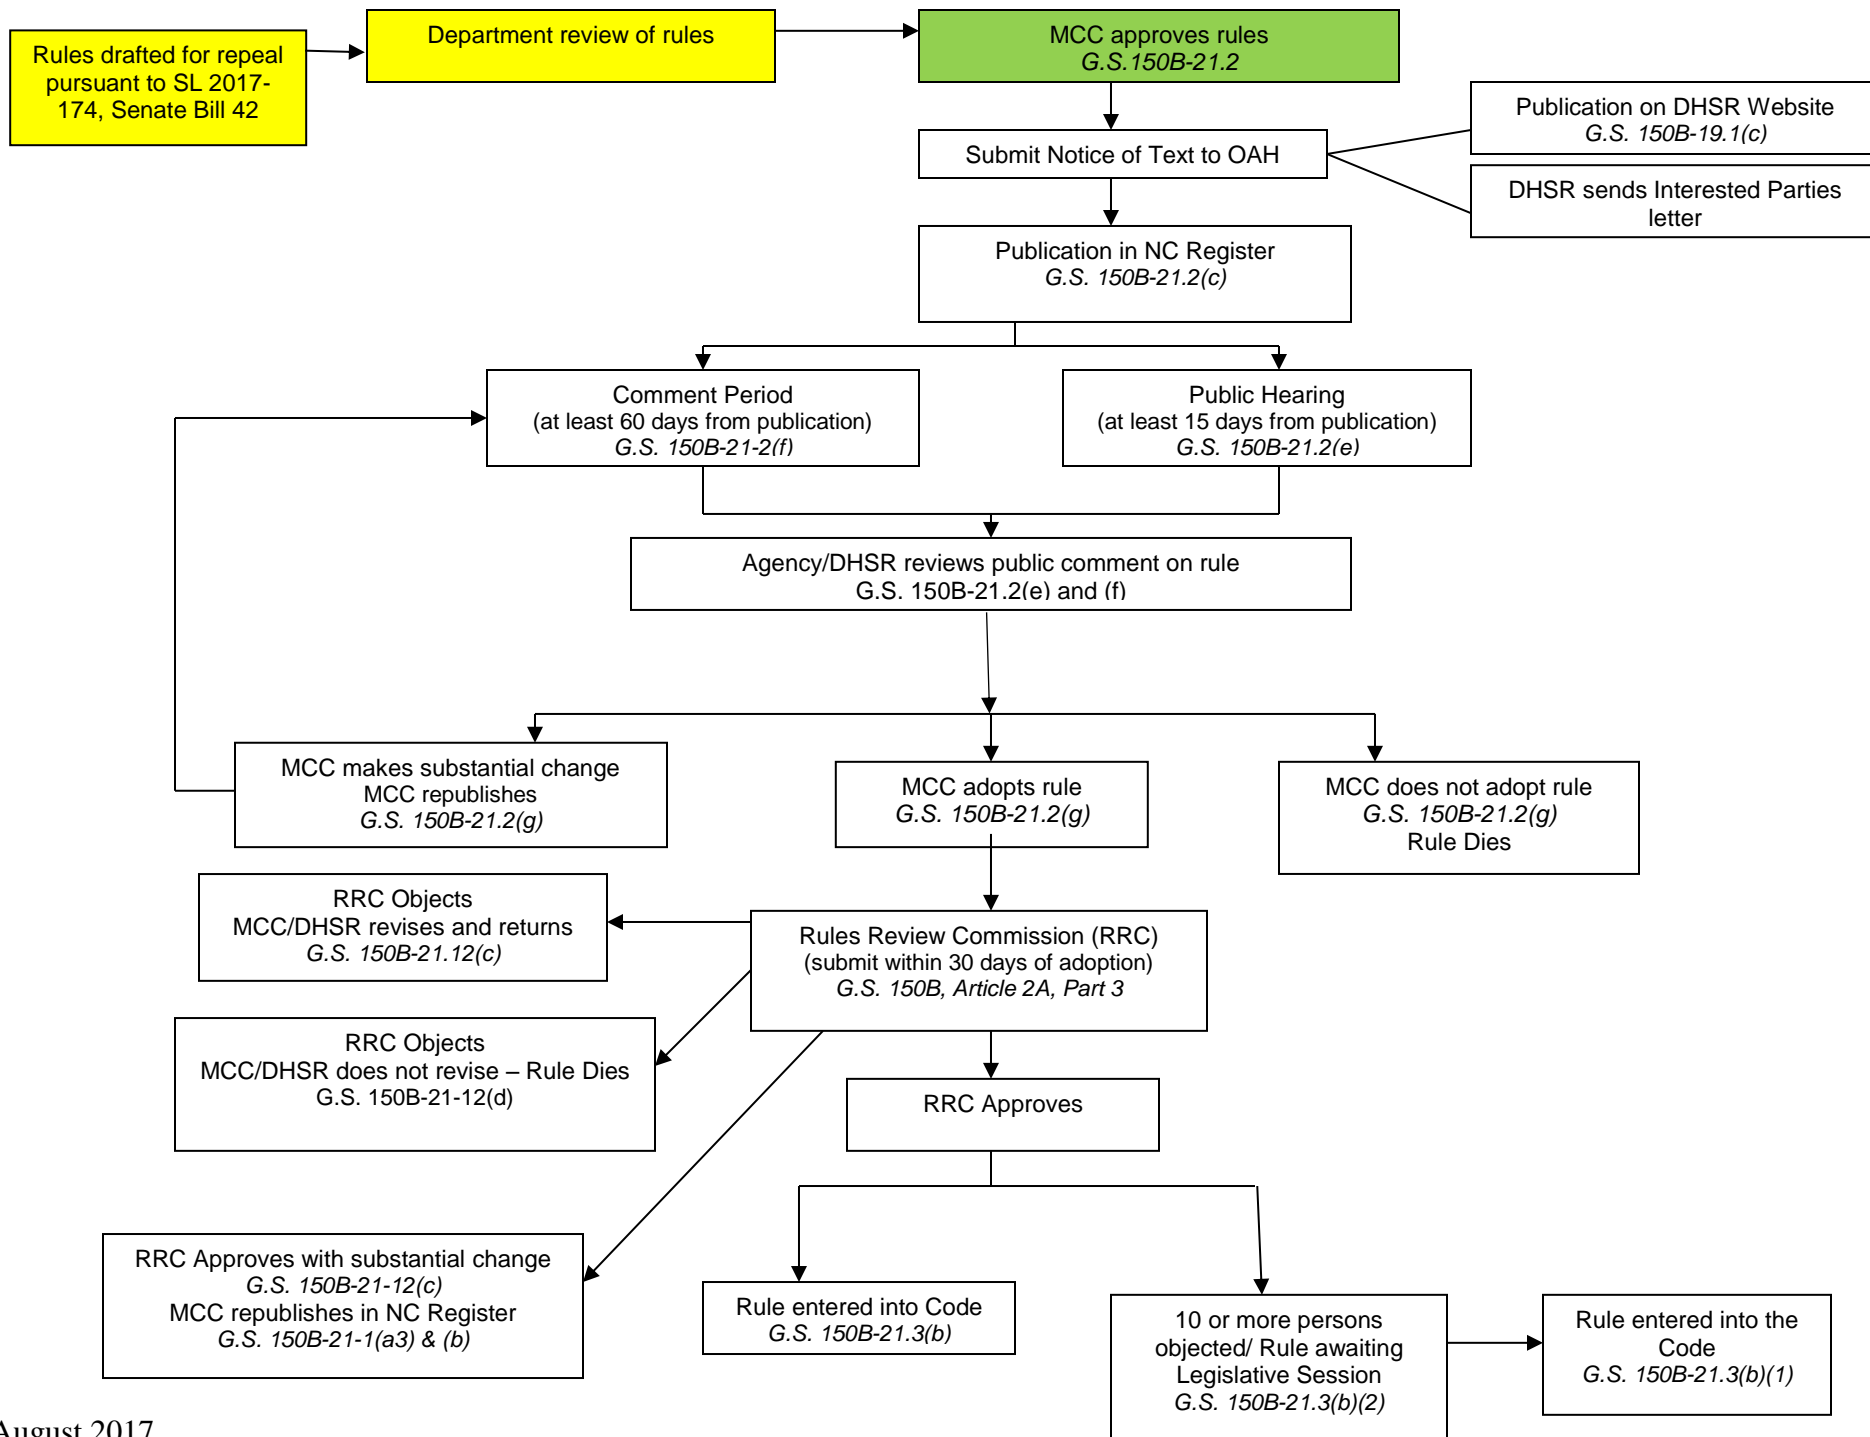 Rules drafted for repeal
pursuant to SL 2017-
174, Senate Bill 42
Department review of rules
MCC approves rules
G.S.150B-21.2
Submit Notice of Text to OAH
Publication on DHSR Website
G.S. 150B-19.1(c)
DHSR sends Interested Parties
letter
Publication in NC Register
G.S. 150B-21.2(c)
Comment Period
(at least 60 days from publication)
G.S. 150B-21-2(f)
Public Hearing
(at least 15 days from publication)
G.S. 150B-21.2(e)
Agency/DHSR reviews public comment on rule
G.S. 150B-21.2(e) and (f)
MCC makes substantial change
MCC republishes
G.S. 150B-21.2(g)
MCC adopts rule
G.S. 150B-21.2(g)
MCC does not adopt rule
G.S. 150B-21.2(g)
Rule Dies
RRC Objects
MCC/DHSR revises and returns
G.S. 150B-21.12(c)
Rules Review Commission (RRC)
(submit within 30 days of adoption)
G.S. 150B, Article 2A, Part 3
RRC Objects
MCC/DHSR does not revise – Rule Dies
G.S. 150B-21-12(d)
RRC Approves
RRC Approves with substantial change
G.S. 150B-21-12(c)
MCC republishes in NC Register
G.S. 150B-21-1(a3) & (b)
Rule entered into Code
G.S. 150B-21.3(b)
10 or more persons
objected/ Rule awaiting
Legislative Session
G.S. 150B-21.3(b)(2)
Rule entered into the
Code
G.S. 150B-21.3(b)(1)
August 2017